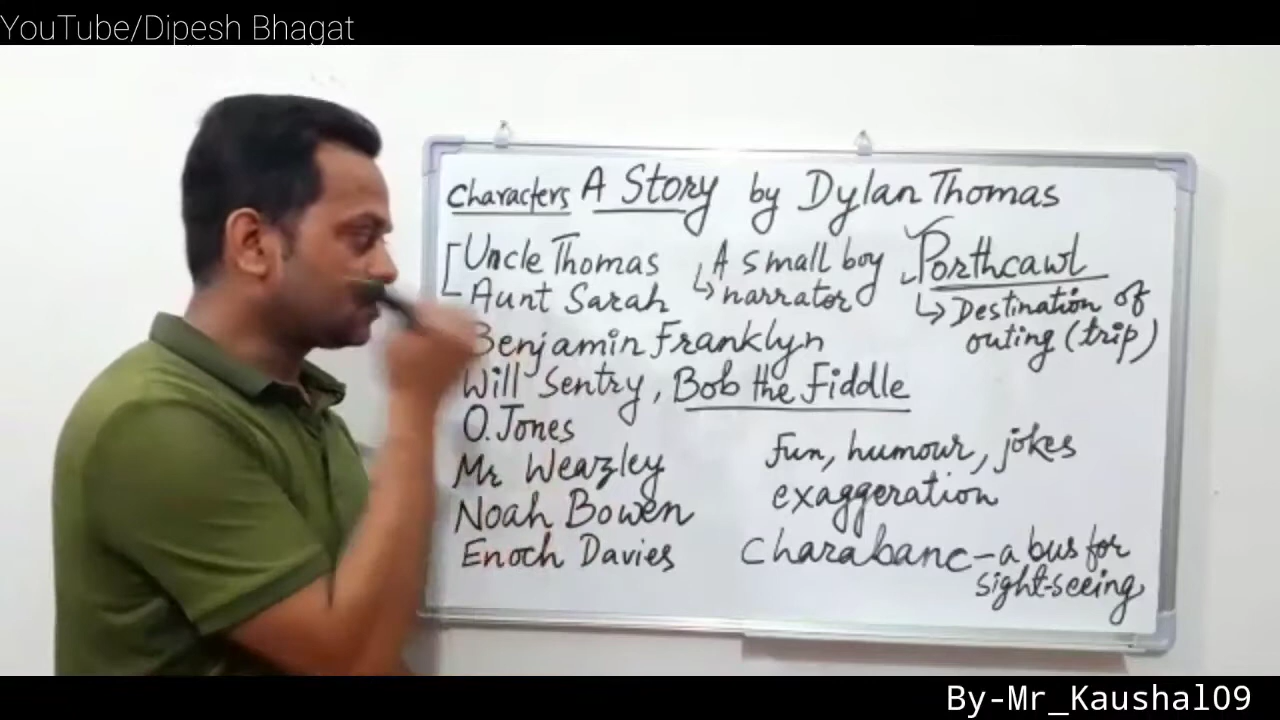 YouTube/Dipesh Bhagat
Characters A Story by Dylan Thomas
Uncle Thomas
Aunt Sarah
A small boy
↳ narrator
Porthcawl
↳ Destination of
outing (trip)
Benjamin Franklyn
Will Sentry, Bob the Fiddle
O. Jones
Mr Weazley
Noah Bowen
Enoch Davies
Fun, humour, jokes
exaggeration
Charabanc - a bus for
sight-seeing
By-Mr_Kaushal09